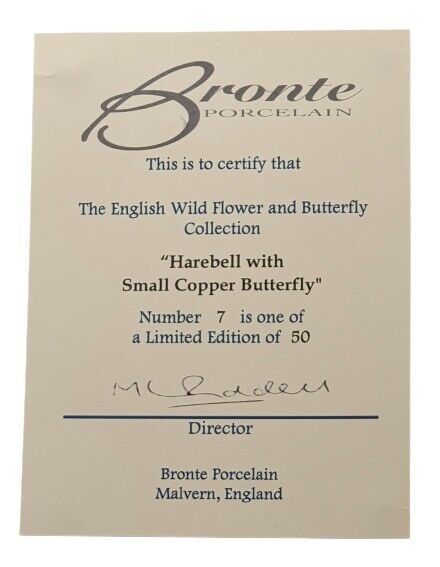 Bronte
PORCELAIN
This is to certify that
The English Wild Flower and Butterfly
Collection
“Harebell with
Small Copper Butterfly"
Number 7 is one of
a Limited Edition of 50
Director
Bronte Porcelain
Malvern, England